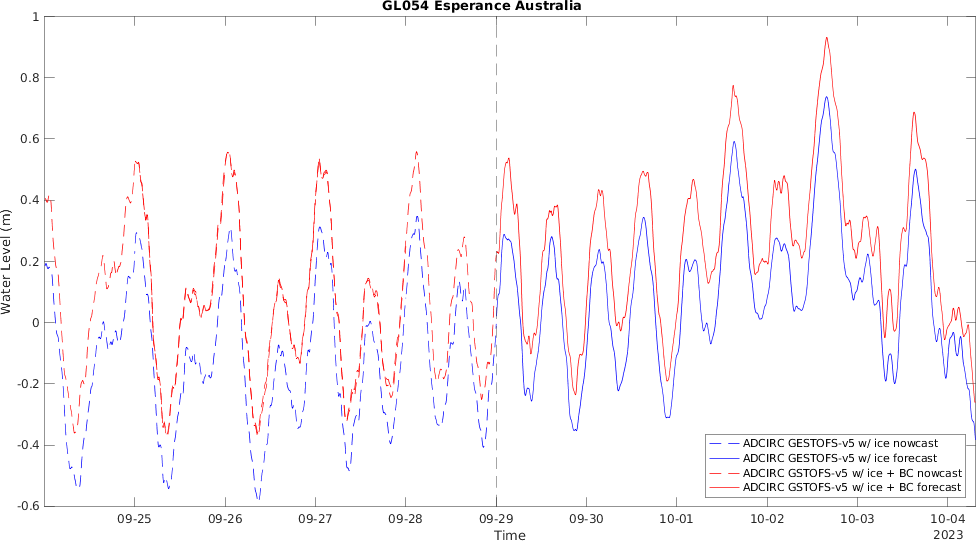 GL054 Esperance Australia
Water Level (m)
1
0.8
0.6
0.4
0.2
0
-0.2
-0.4
-0.6
09-25
09-26
09-27
09-28
09-29
09-30
10-01
10-02
10-03
10-04
2023
Time
ADCIRC GESTOFS-v5 w/ ice nowcast
ADCIRC GESTOFS-v5 w/ ice forecast
ADCIRC GSTOFS-v5 w/ ice + BC nowcast
ADCIRC GSTOFS-v5 w/ ice + BC forecast